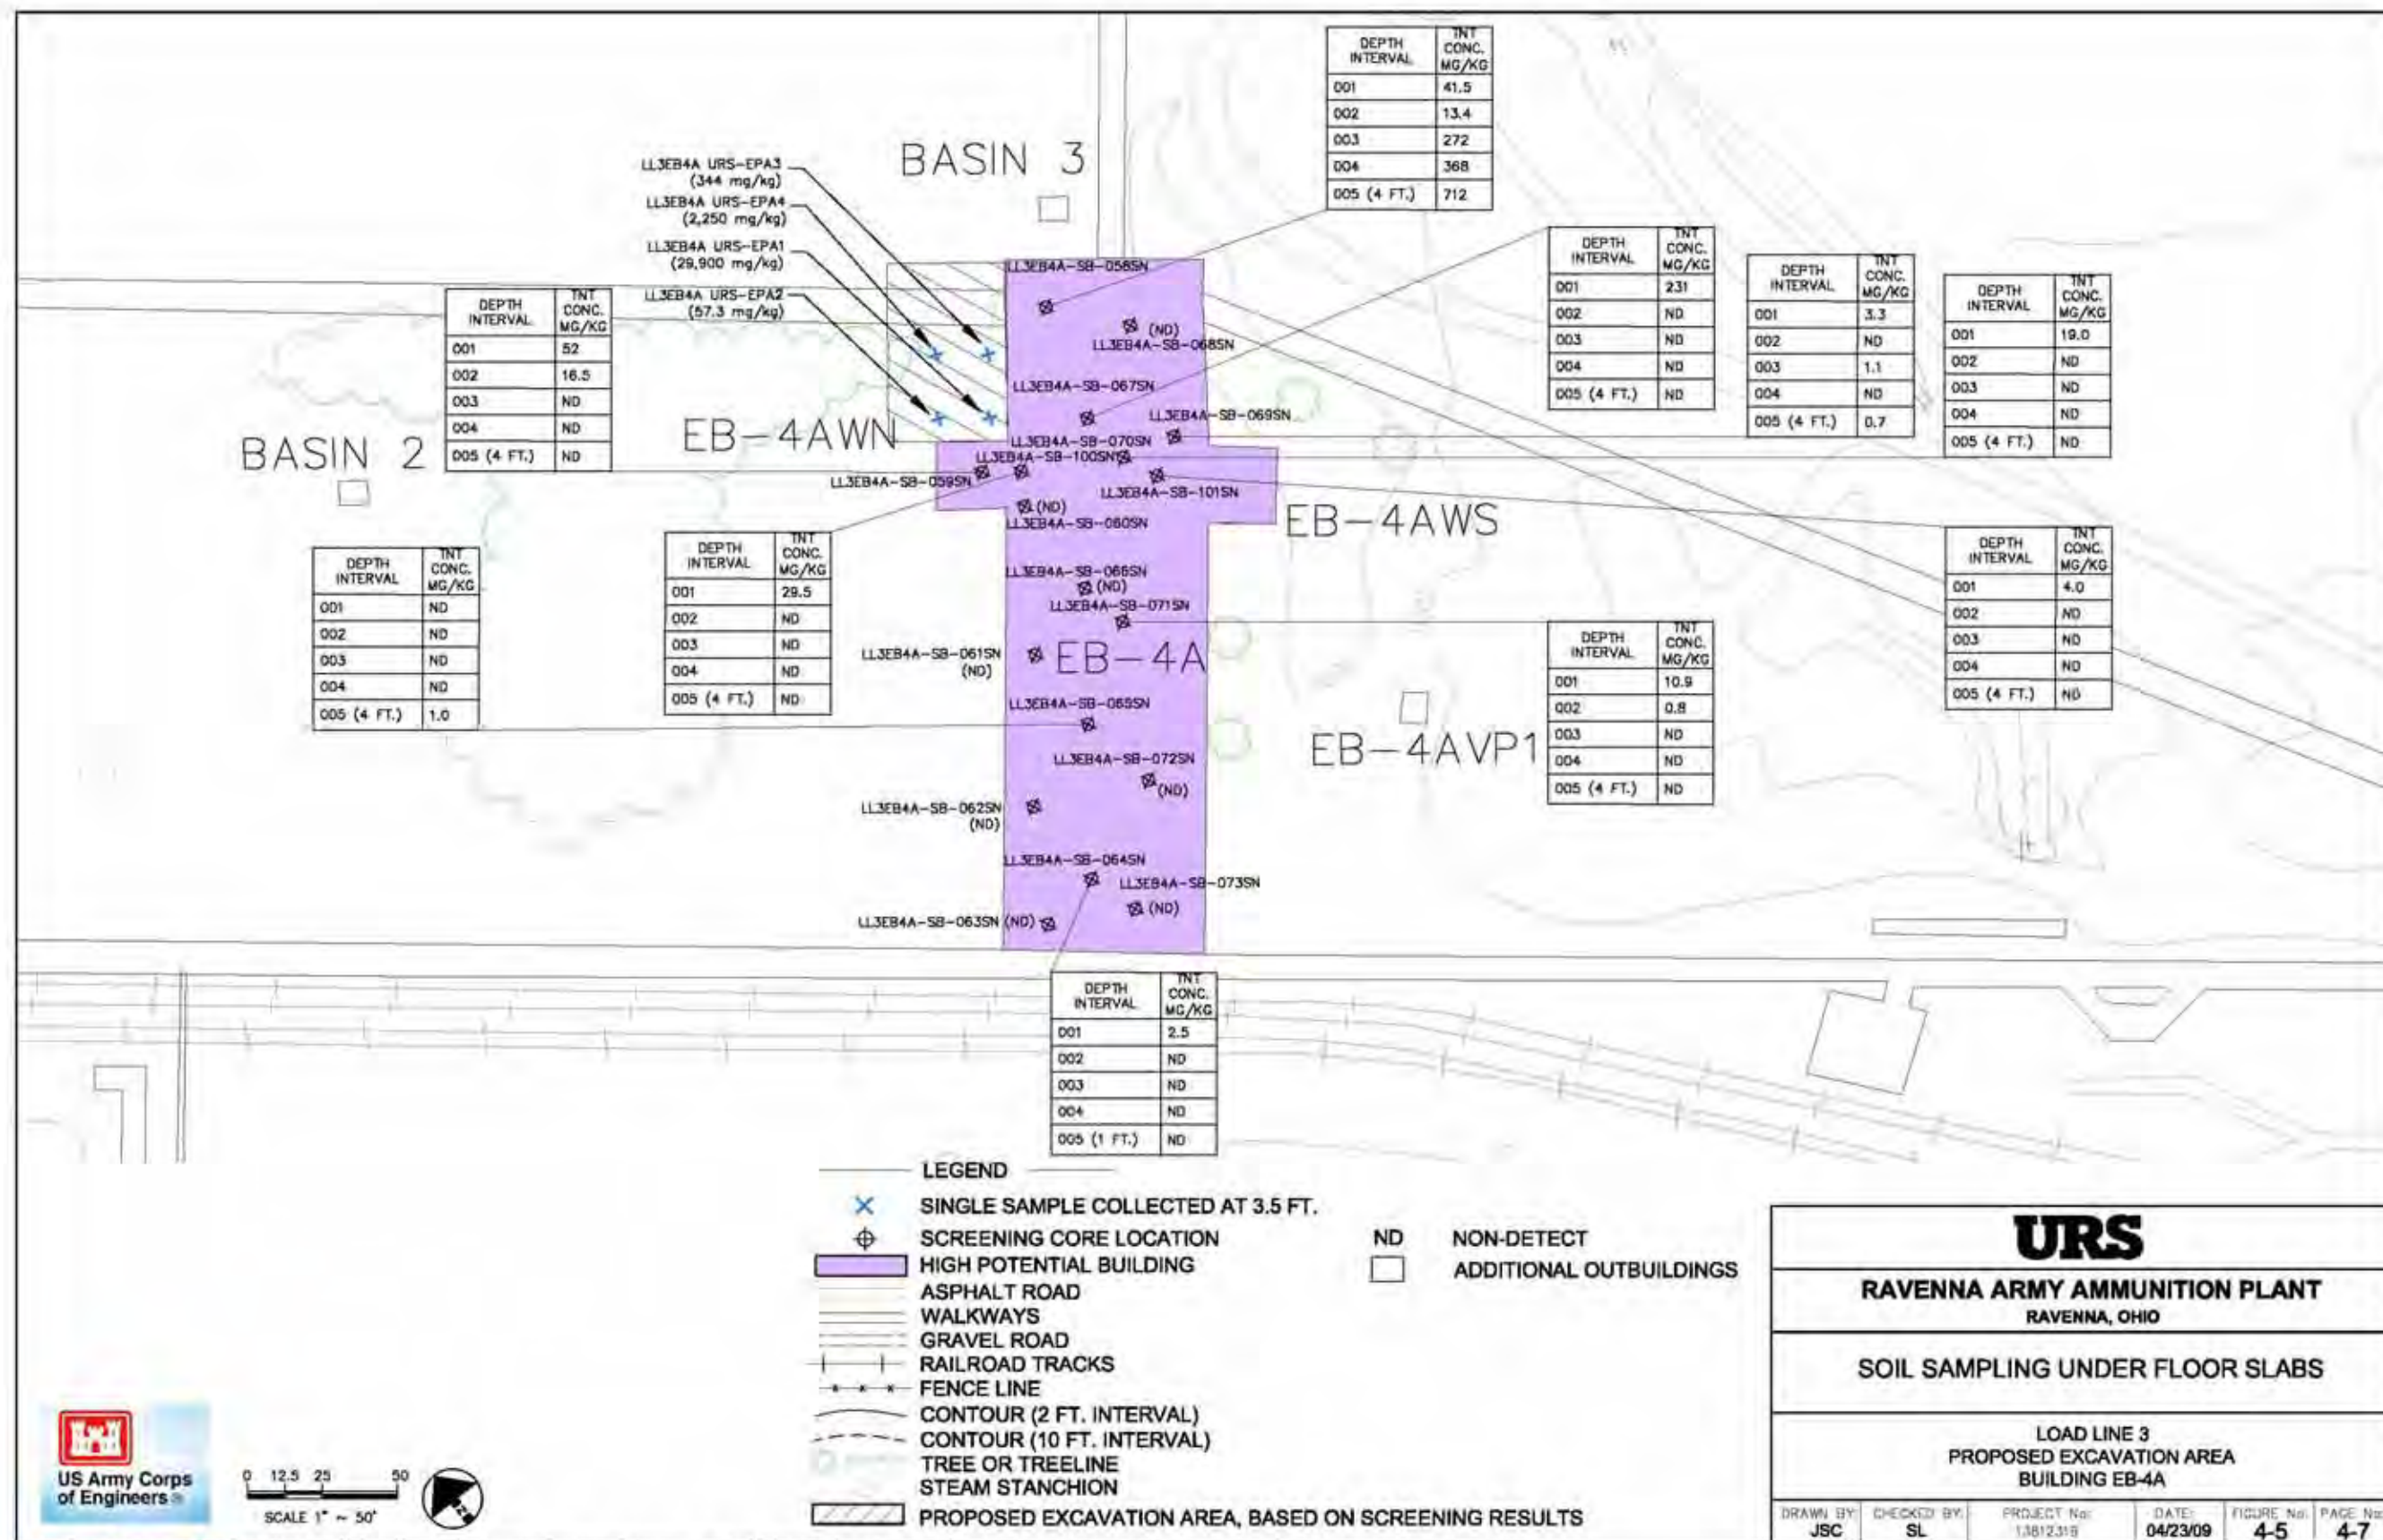 DEPTH INTERVAL TNT CONC. MG/KG
001 41.5
002 13.4
003 272
004 368
005 (4 FT.) 712
BASIN 3
LL3EB4A URS-EPA3
(344 mg/kg)
LL3EB4A URS-EPA4
(2,250 mg/kg)
LL3EB4A URS-EPA1
(29,900 mg/kg)
LL3EB4A URS-EPA2
(57.3 mg/kg)
DEPTH INTERVAL TNT CONC. MG/KG
001 231
002 ND
003 ND
004 ND
005 (4 FT.) ND
DEPTH INTERVAL TNT CONC. MG/KG
001 3.3
002 ND
003 1.1
004 ND
005 (4 FT.) 0.7
DEPTH INTERVAL TNT CONC. MG/KG
001 19.0
002 ND
003 ND
004 ND
005 (4 FT.) ND
DEPTH INTERVAL TNT CONC. MG/KG
001 52
002 16.5
003 ND
004 ND
005 (4 FT.) ND
LL3EB4A-SB-058SN
(ND)
LL3EB4A-SB-068SN
LL3EB4A-SB-067SN
LL3EB4A-SB-069SN
EB-4AWN
BASIN 2
LL3EB4A-SB-070SN
LL3EB4A-SB-100SN
LL3EB4A-SB-059SN
LL3EB4A-SB-101SN
(ND)
LL3EB4A-SB-060SN
EB-4AWS
DEPTH INTERVAL TNT CONC. MG/KG
001 ND
002 ND
003 ND
004 ND
005 (4 FT.) 1.0
DEPTH INTERVAL TNT CONC. MG/KG
001 29.5
002 ND
003 ND
004 ND
005 (4 FT.) ND
DEPTH INTERVAL TNT CONC. MG/KG
001 4.0
002 ND
003 ND
004 ND
005 (4 FT.) ND
LL3EB4A-SB-066SN
(ND)
LL3EB4A-SB-071SN
LL3EB4A-SB-061SN
(ND)
EB-4A
DEPTH INTERVAL TNT CONC. MG/KG
001 10.9
002 0.8
003 ND
004 ND
005 (4 FT.) ND
LL3EB4A-SB-065SN
EB-4AVP1
LL3EB4A-SB-072SN
(ND)
LL3EB4A-SB-062SN
(ND)
LL3EB4A-SB-064SN
LL3EB4A-SB-073SN
(ND)
LL3EB4A-SB-063SN (ND)
DEPTH INTERVAL TNT CONC. MG/KG
001 2.5
002 ND
003 ND
004 ND
005 (1 FT.) ND
LEGEND
SINGLE SAMPLE COLLECTED AT 3.5 FT.
SCREENING CORE LOCATION
HIGH POTENTIAL BUILDING
ASPHALT ROAD
WALKWAYS
GRAVEL ROAD
RAILROAD TRACKS
FENCE LINE
CONTOUR (2 FT. INTERVAL)
CONTOUR (10 FT. INTERVAL)
TREE OR TREELINE
STEAM STANCHION
PROPOSED EXCAVATION AREA, BASED ON SCREENING RESULTS
ND NON-DETECT
ADDITIONAL OUTBUILDINGS
US Army Corps
of Engineers®
0 12.5 25 50
SCALE 1" ~ 50'
URS
RAVENNA ARMY AMMUNITION PLANT
RAVENNA, OHIO
SOIL SAMPLING UNDER FLOOR SLABS
LOAD LINE 3
PROPOSED EXCAVATION AREA
BUILDING EB-4A
DRAWN BY: CHECKED BY: PROJECT No: DATE: FIGURE No: PAGE No:
JSC SL 04/23/09 4-5 4-7